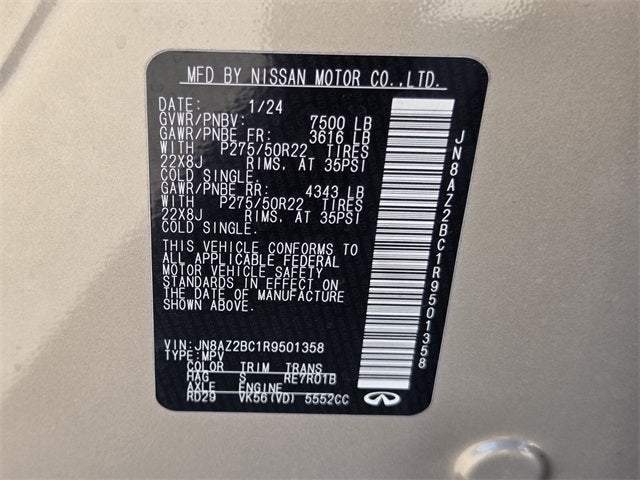 MFD BY NISSAN MOTOR CO.,LTD.
DATE: 1/24
GVWR/PNBV: 7500 LB
GAWR/PNBE FR: 3616 LB
WITH P275/50R22 TIRES
22X8J RIMS, AT 35PSI
COLD SINGLE.
GAWR/PNBE RR: 4343 LB
WITH P275/50R22 TIRES
22X8J RIMS, AT 35PSI
COLD SINGLE.
THIS VEHICLE CONFORMS TO
ALL APPLICABLE FEDERAL
MOTOR VEHICLE SAFETY
STANDARDS IN EFFECT ON
THE DATE OF MANUFACTURE
SHOWN ABOVE.
VIN: JN8AZ2BC1R9501358
TYPE: MPV
COLOR TRIM TRANS
HAG S RE7R01B
AXLE ENGINE
RD29 VK56(VD) 5552CC
JN8AZ2BC1R9501358